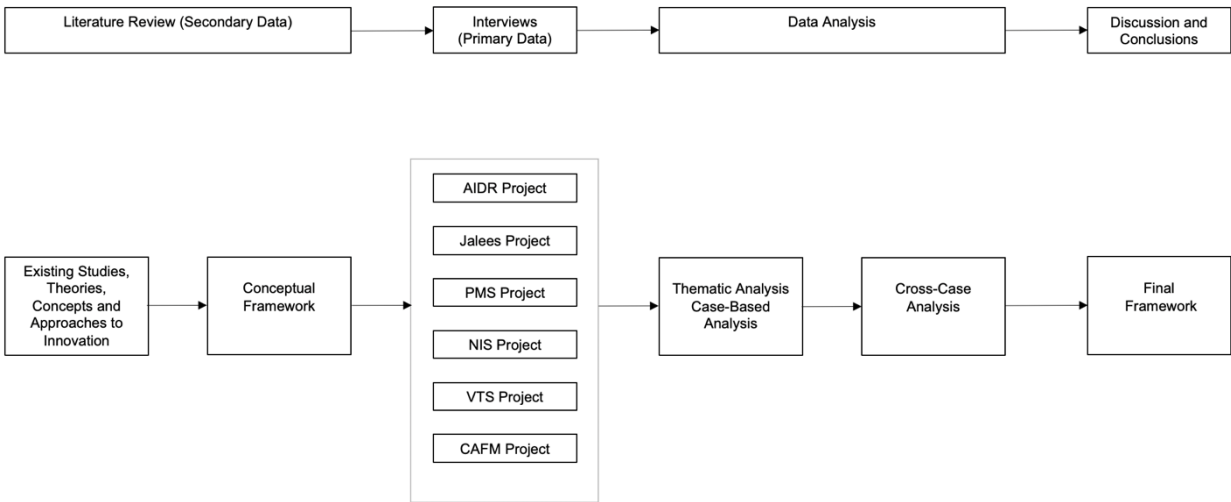 Literature Review (Secondary Data)
Interviews
(Primary Data)
Data Analysis
Discussion and
Conclusions
Existing Studies,
Theories,
Concepts and
Approaches to
Innovation
Conceptual
Framework
AIDR Project
Jalees Project
PMS Project
NIS Project
VTS Project
CAFM Project
Thematic Analysis
Case-Based
Analysis
Cross-Case
Analysis
Final
Framework